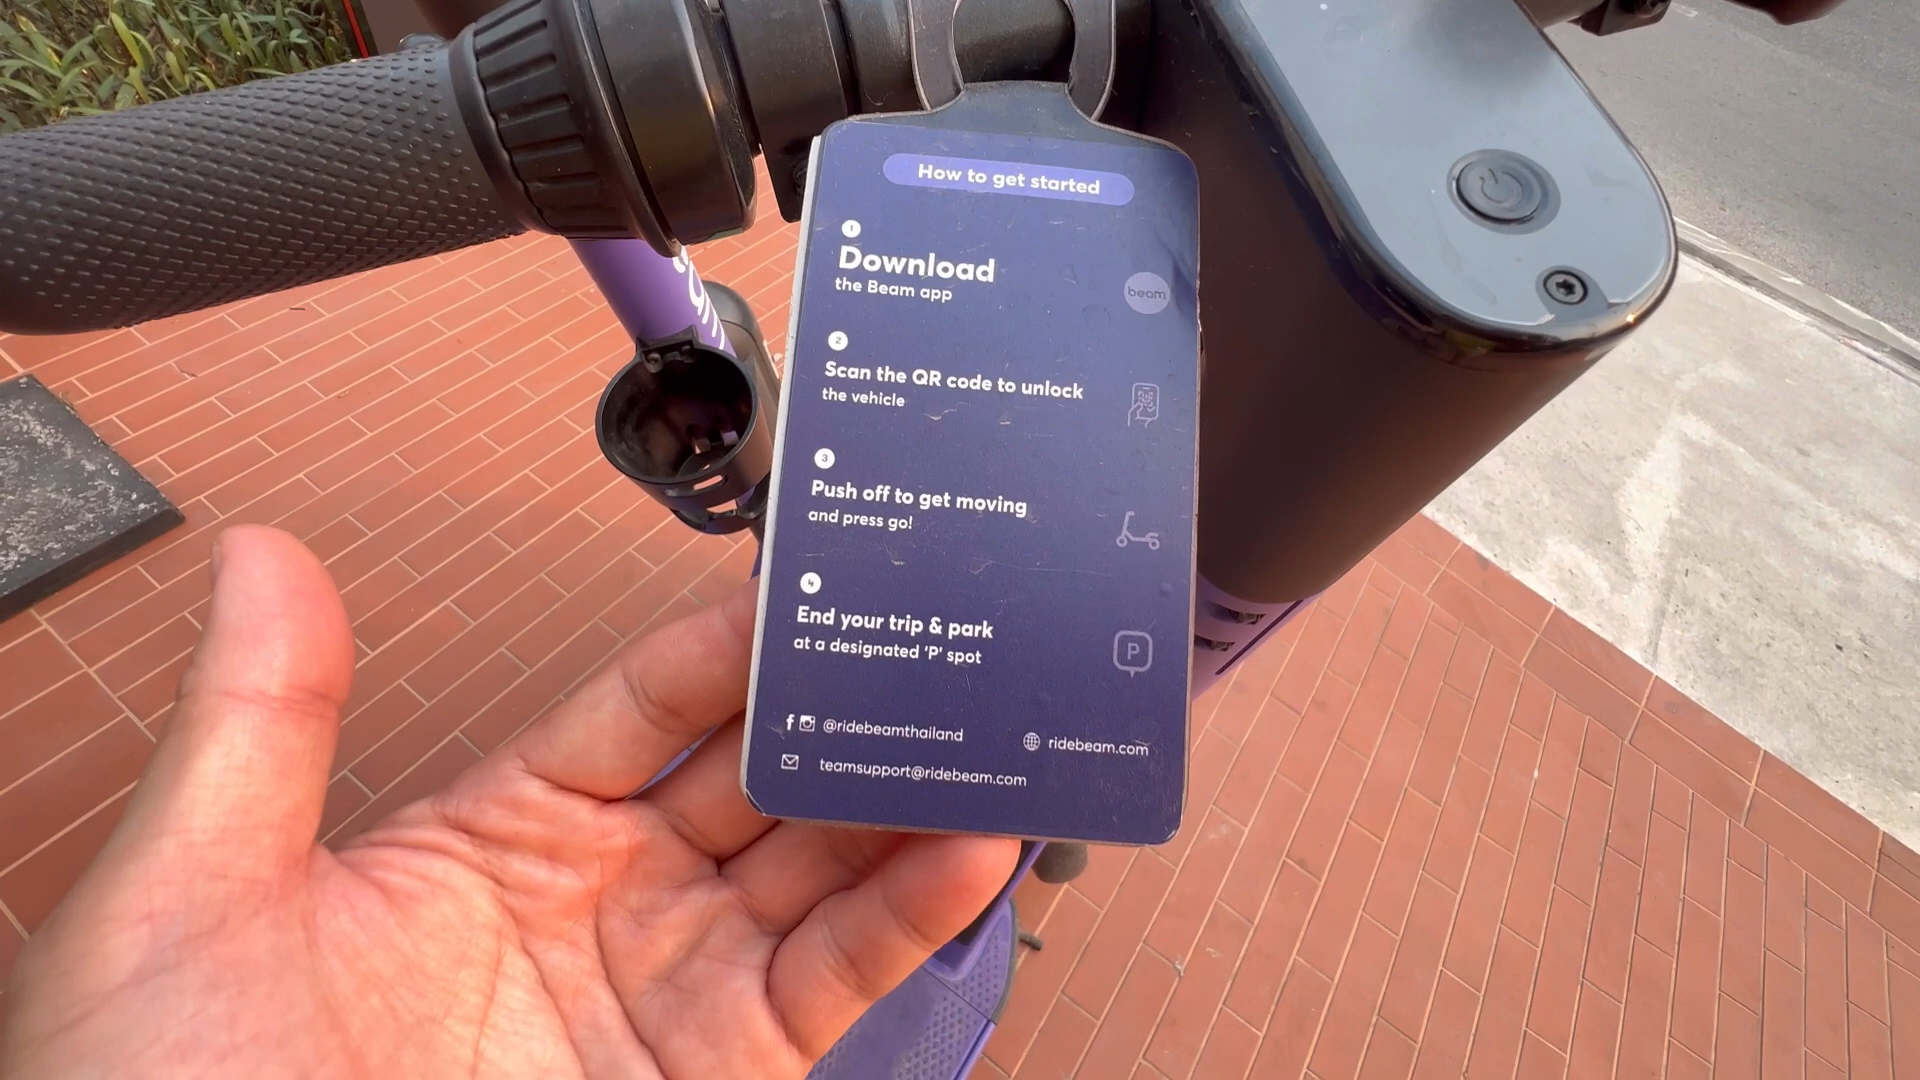 How to get started
1
Download
the Beam app
beam
2
Scan the QR code to unlock
the vehicle
3
Push off to get moving
and press go!
4
End your trip & park
at a designated 'P' spot
P
@ridebeamthailand
ridebeam.com
teamsupport@ridebeam.com